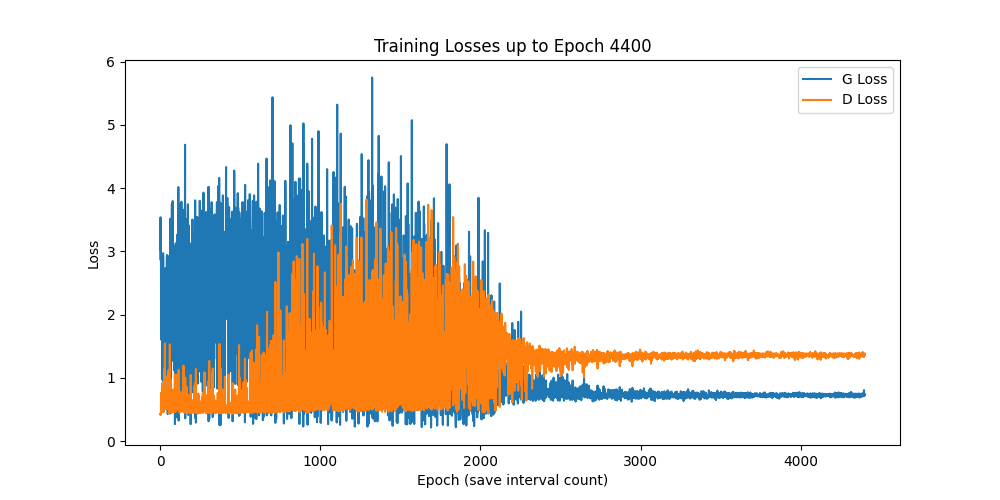 Training Losses up to Epoch 4400
G Loss
D Loss
6
5
4
3
2
1
0
Loss
0 1000 2000 3000 4000
Epoch (save interval count)